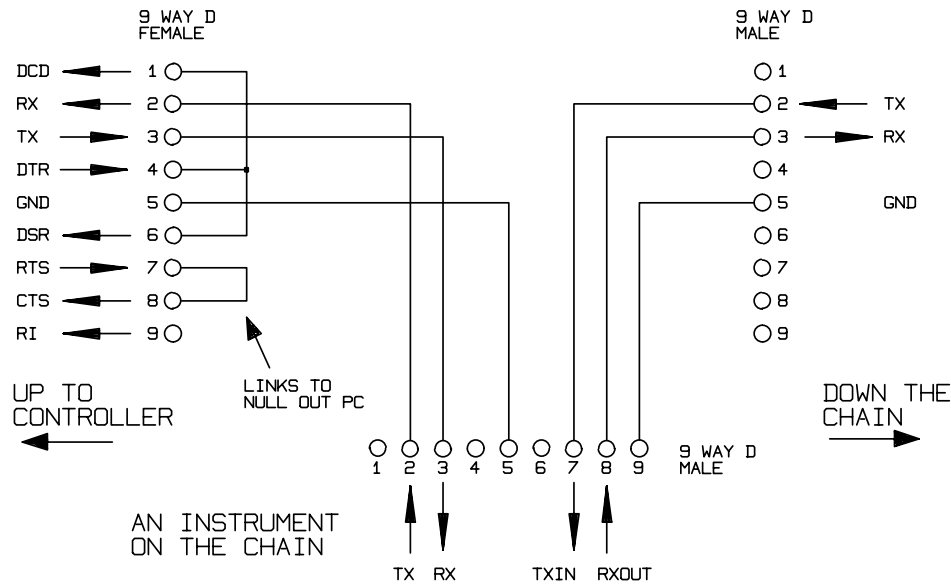 9 WAY D
FEMALE
9 WAY D
MALE
DCD 1
RX 2
TX 3
DTR 4
GND 5
DSR 6
RTS 7
CTS 8
RI 9
1
2 TX
3 RX
4
5 GND
6
7
8
9
LINKS TO
NULL OUT PC
UP TO
CONTROLLER
DOWN THE
CHAIN
1 2 3 4 5 6 7 8 9
9 WAY D
MALE
AN INSTRUMENT
ON THE CHAIN
TX RX TXIN RXOUT